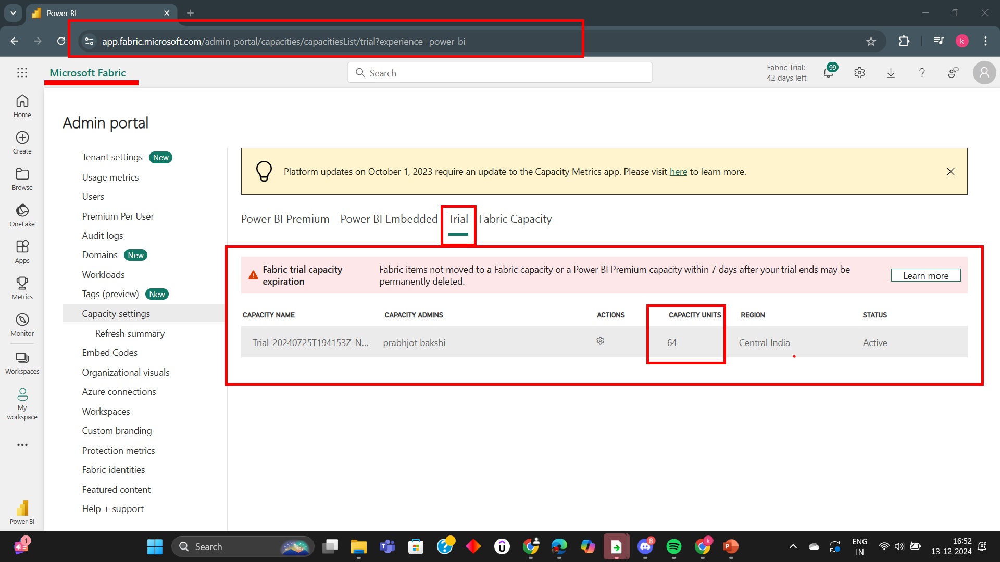 Power BI
app.fabric.microsoft.com/admin-portal/capacities/capacitiesList/trial?experience=power-bi
k
Microsoft Fabric
Search
Fabric Trial:
42 days left
99
Home
Create
Browse
OneLake
Apps
Metrics
Monitor
Workspaces
My
workspace
Power BI
Admin portal
Tenant settings New
Usage metrics
Users
Premium Per User
Audit logs
Domains New
Workloads
Tags (preview) New
Capacity settings
Refresh summary
Embed Codes
Organizational visuals
Azure connections
Workspaces
Custom branding
Protection metrics
Fabric identities
Featured content
Help + support
Platform updates on October 1, 2023 require an update to the Capacity Metrics app. Please visit here to learn more.
Power BI Premium Power BI Embedded Trial Fabric Capacity
Fabric trial capacity
expiration
Fabric items not moved to a Fabric capacity or a Power BI Premium capacity within 7 days after your trial ends may be
permanently deleted.
Learn more
CAPACITY NAME CAPACITY ADMINS ACTIONS CAPACITY UNITS REGION STATUS
Trial-20240725T194153Z-N... prabhjot bakshi 64 Central India Active
1
Search
8
k
ENG
IN
16:52
13-12-2024